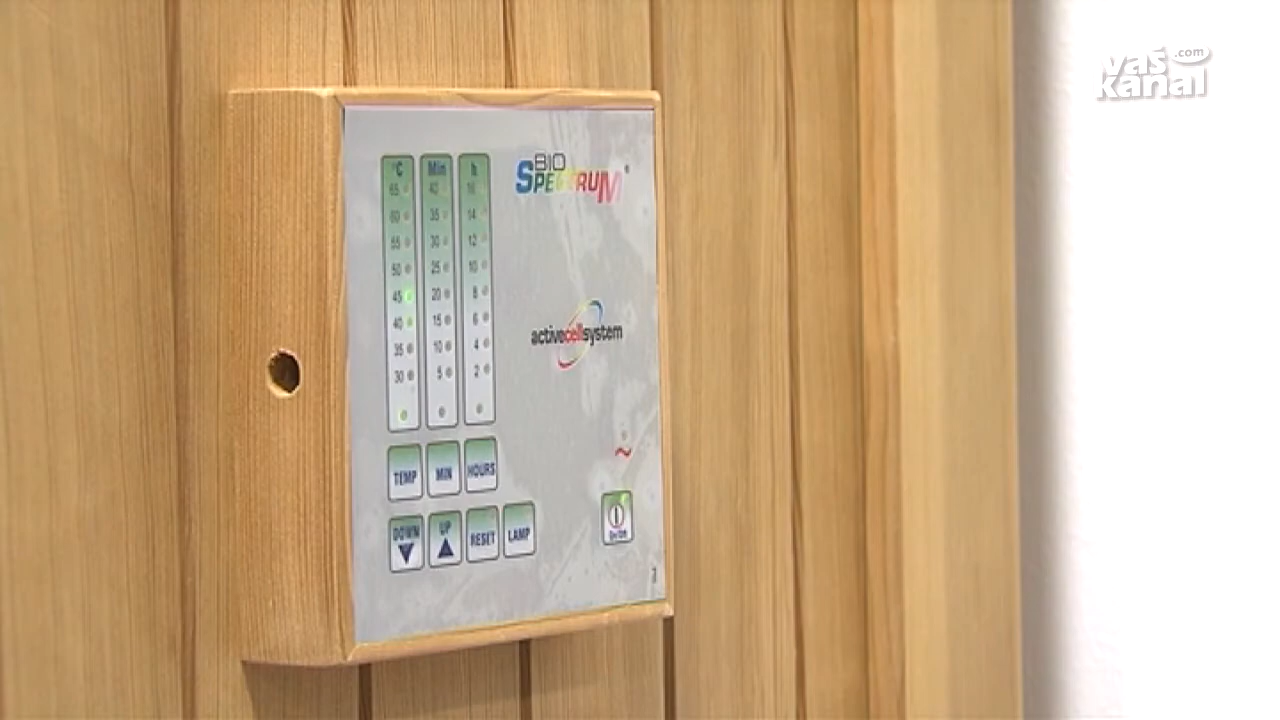 vaš
kanal
.com
°C Min h
65 40 16
60 35 14
55 30 12
50 25 10
45 20 8
40 15 6
35 10 4
30 5 2
BIO
SPECTRUM
®
activecellsystem
~
TEMP MIN HOURS
DOWN UP RESET LAMP
On/Off